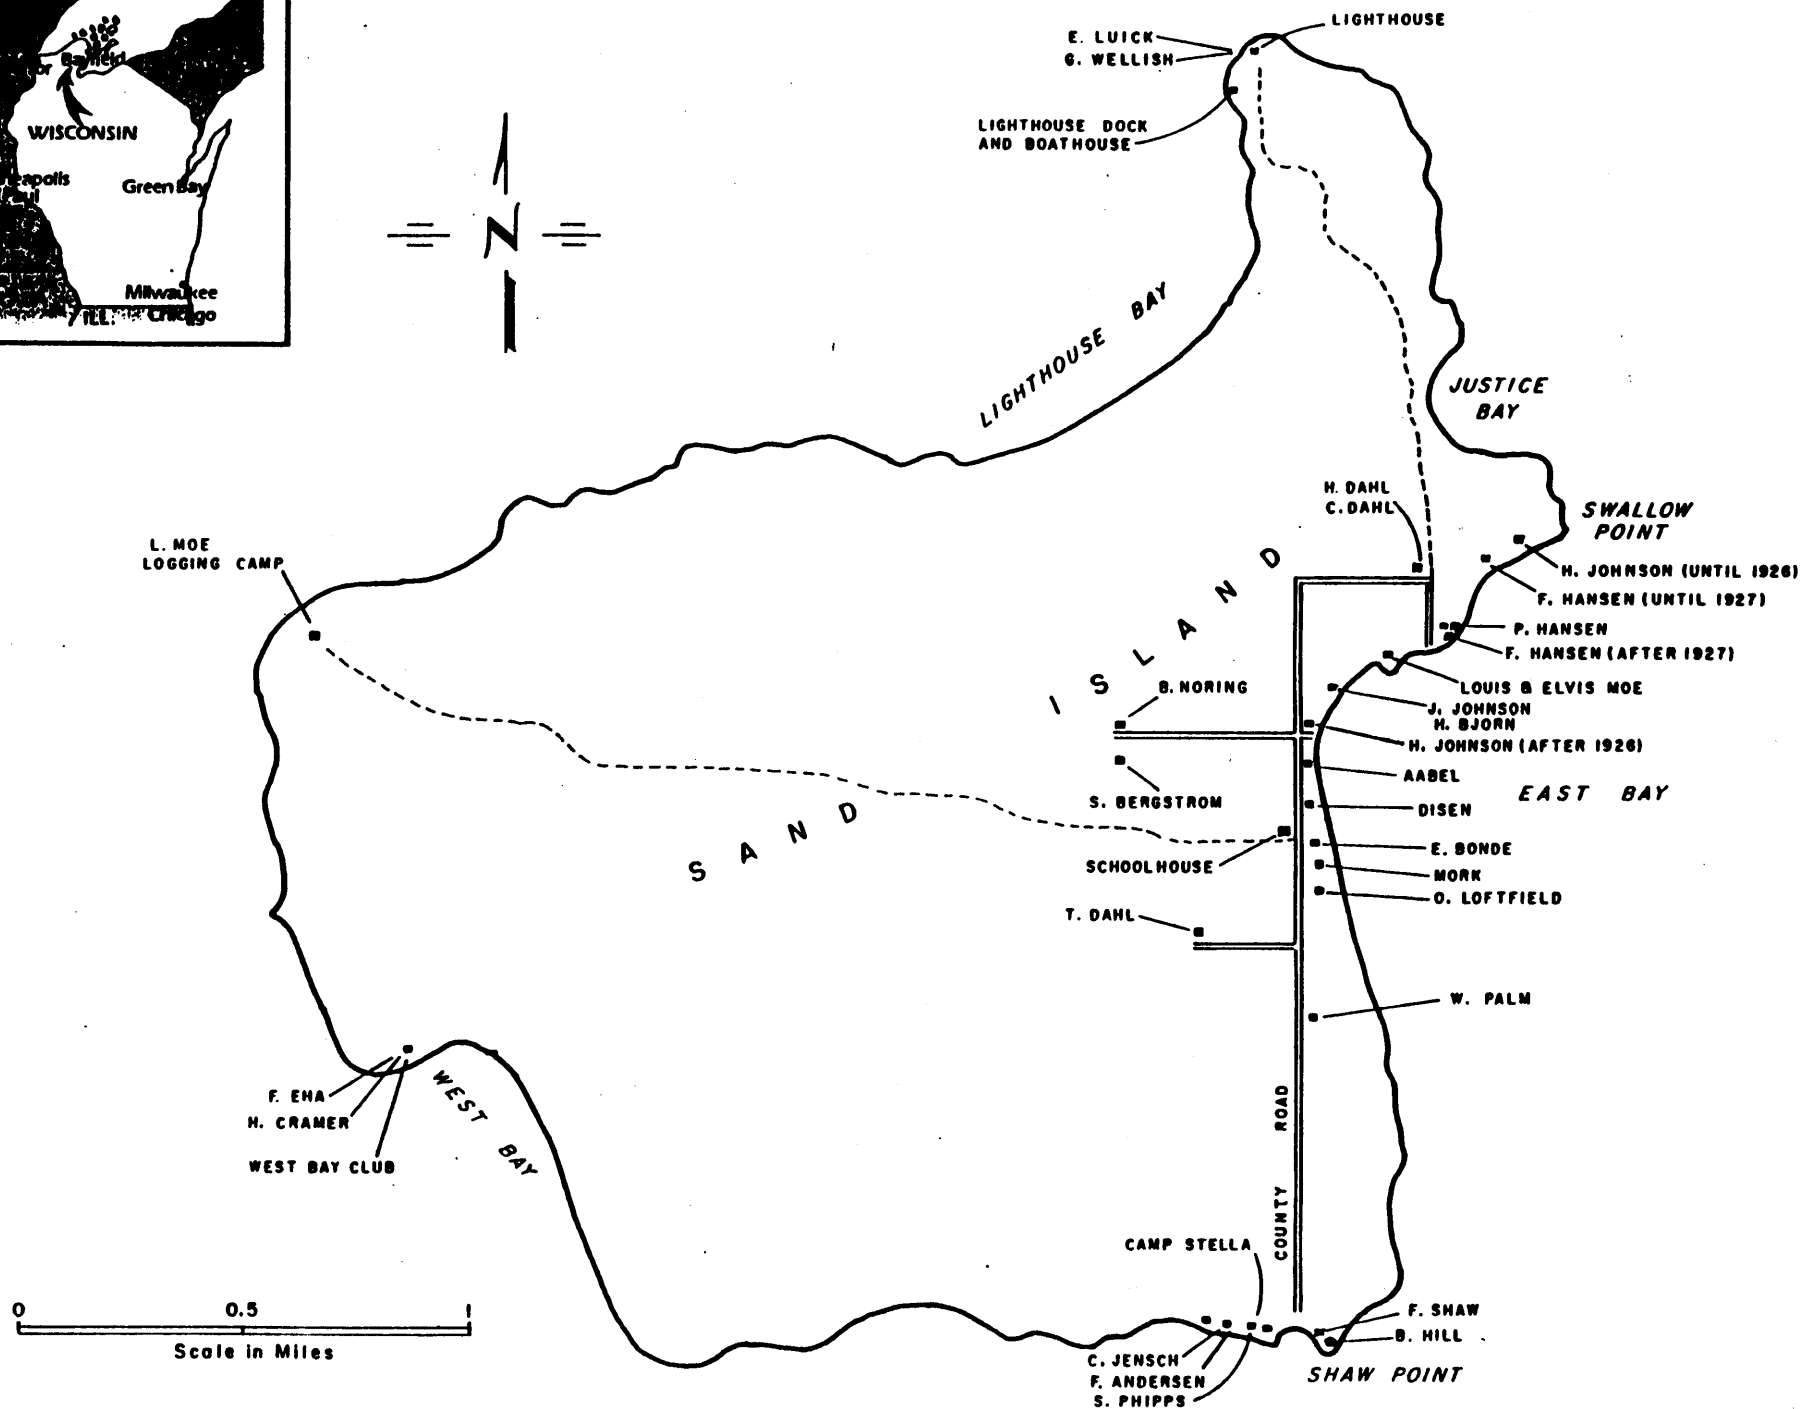 Bayfield
WISCONSIN
Green Bay
Milwaukee
ILL.
Chicago
N
LIGHTHOUSE
E. LUICK
G. WELLISH
LIGHTHOUSE DOCK
AND BOATHOUSE
LIGHTHOUSE BAY
JUSTICE
BAY
H. DAHL
C. DAHL
SWALLOW
POINT
L. MOE
LOGGING CAMP
H. JOHNSON (UNTIL 1926)
F. HANSEN (UNTIL 1927)
P. HANSEN
F. HANSEN (AFTER 1927)
LOUIS & ELVIS MOE
J. JOHNSON
H. BJORN
H. JOHNSON (AFTER 1926)
AABEL
EAST BAY
DISEN
E. BONDE
MORK
O. LOFTFIELD
B. NORING
S. BERGSTROM
SAND ISLAND
SCHOOLHOUSE
T. DAHL
W. PALM
COUNTY ROAD
F. EHA
H. CRAMER
WEST BAY CLUB
WEST BAY
CAMP STELLA
F. SHAW
B. HILL
SHAW POINT
C. JENSCH
F. ANDERSEN
S. PHIPPS
0 0.5 1
Scale in Miles